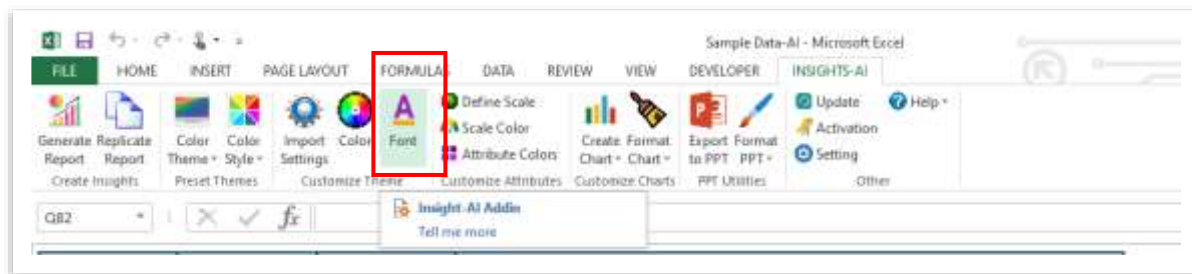 Sample Data-AI - Microsoft Excel
FILE HOME INSERT PAGE LAYOUT FORMULAS DATA REVIEW VIEW DEVELOPER INSIGHTS-AI
Generate Report
Replicate Report
Create Insights
Color Theme
Color Style
Preset Themes
Import Settings
Color
Font
Customize Theme
Define Scale
Scale Color
Attribute Colors
Customize Attributes
Create Chart
Format Chart
Customize Charts
Export to PPT
Format PPT
PPT Utilities
Update
Activation
Setting
Help
Other
QB2
fx
Insight-AI Addin
Tell me more